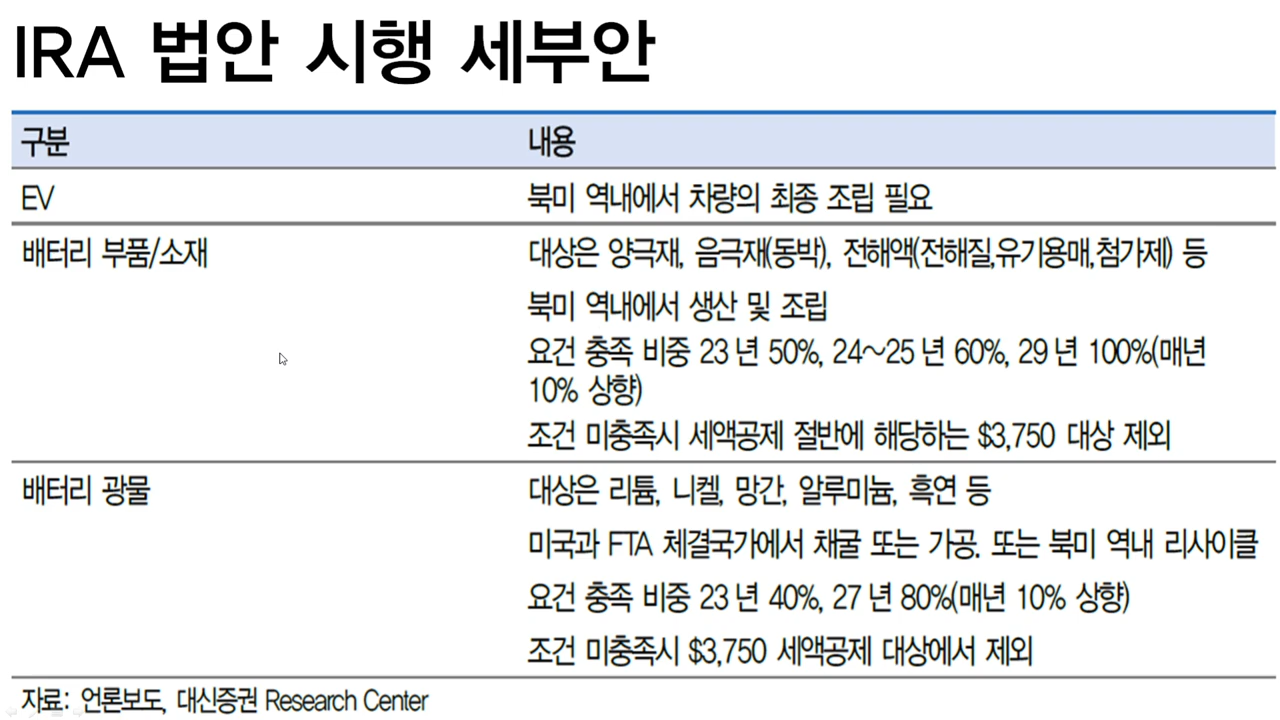 IRA 법안 시행 세부안
구분 내용
EV 북미 역내에서 차량의 최종 조립 필요
배터리 부품/소재 대상은 양극재, 음극재(동박), 전해액(전해질,유기용매,첨가제) 등
북미 역내에서 생산 및 조립
요건 충족 비중 23년 50%, 24~25년 60%, 29년 100%(매년
10% 상향)
조건 미충족시 세액공제 절반에 해당하는 $3,750 대상 제외
배터리 광물 대상은 리튬, 니켈, 망간, 알루미늄, 흑연 등
미국과 FTA 체결국가에서 채굴 또는 가공. 또는 북미 역내 리사이클
요건 충족 비중 23년 40%, 27년 80%(매년 10% 상향)
조건 미충족시 $3,750 세액공제 대상에서 제외
자료: 언론보도, 대신증권 Research Center